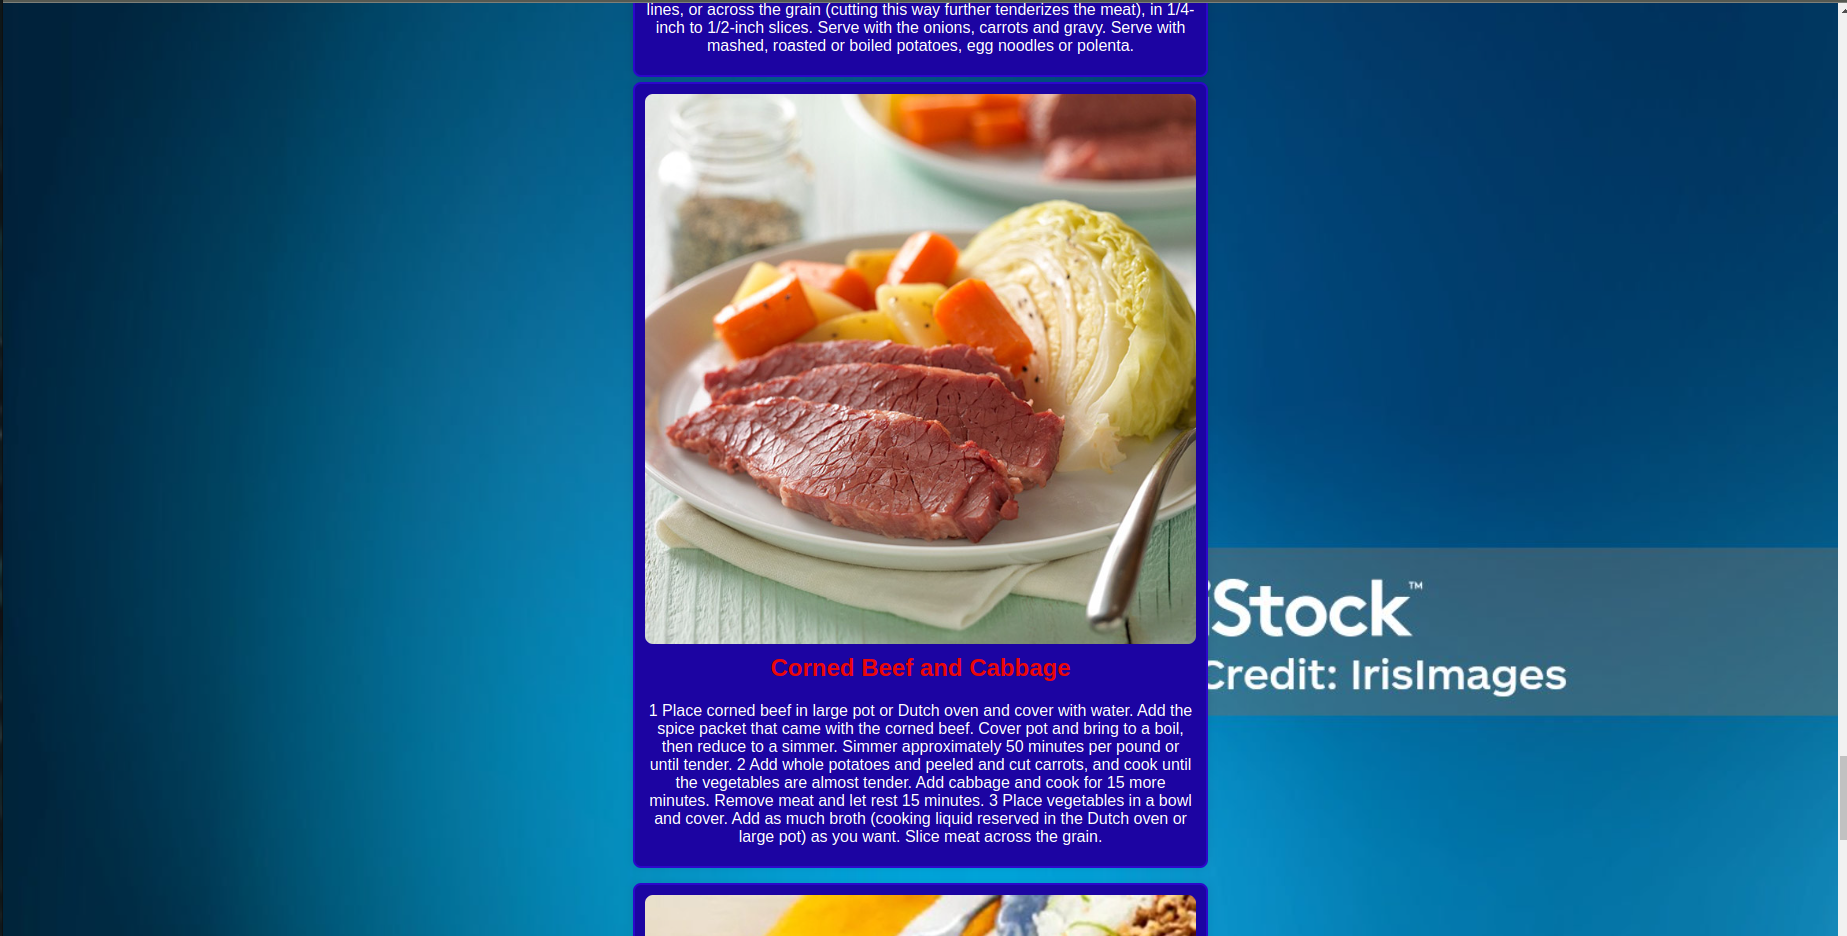 lines, or across the grain (cutting this way further tenderizes the meat), in 1/4-
inch to 1/2-inch slices. Serve with the onions, carrots and gravy. Serve with
mashed, roasted or boiled potatoes, egg noodles or polenta.
iStock™
Credit: IrisImages
Corned Beef and Cabbage
1 Place corned beef in large pot or Dutch oven and cover with water. Add the
spice packet that came with the corned beef. Cover pot and bring to a boil,
then reduce to a simmer. Simmer approximately 50 minutes per pound or
until tender. 2 Add whole potatoes and peeled and cut carrots, and cook until
the vegetables are almost tender. Add cabbage and cook for 15 more
minutes. Remove meat and let rest 15 minutes. 3 Place vegetables in a bowl
and cover. Add as much broth (cooking liquid reserved in the Dutch oven or
large pot) as you want. Slice meat across the grain.